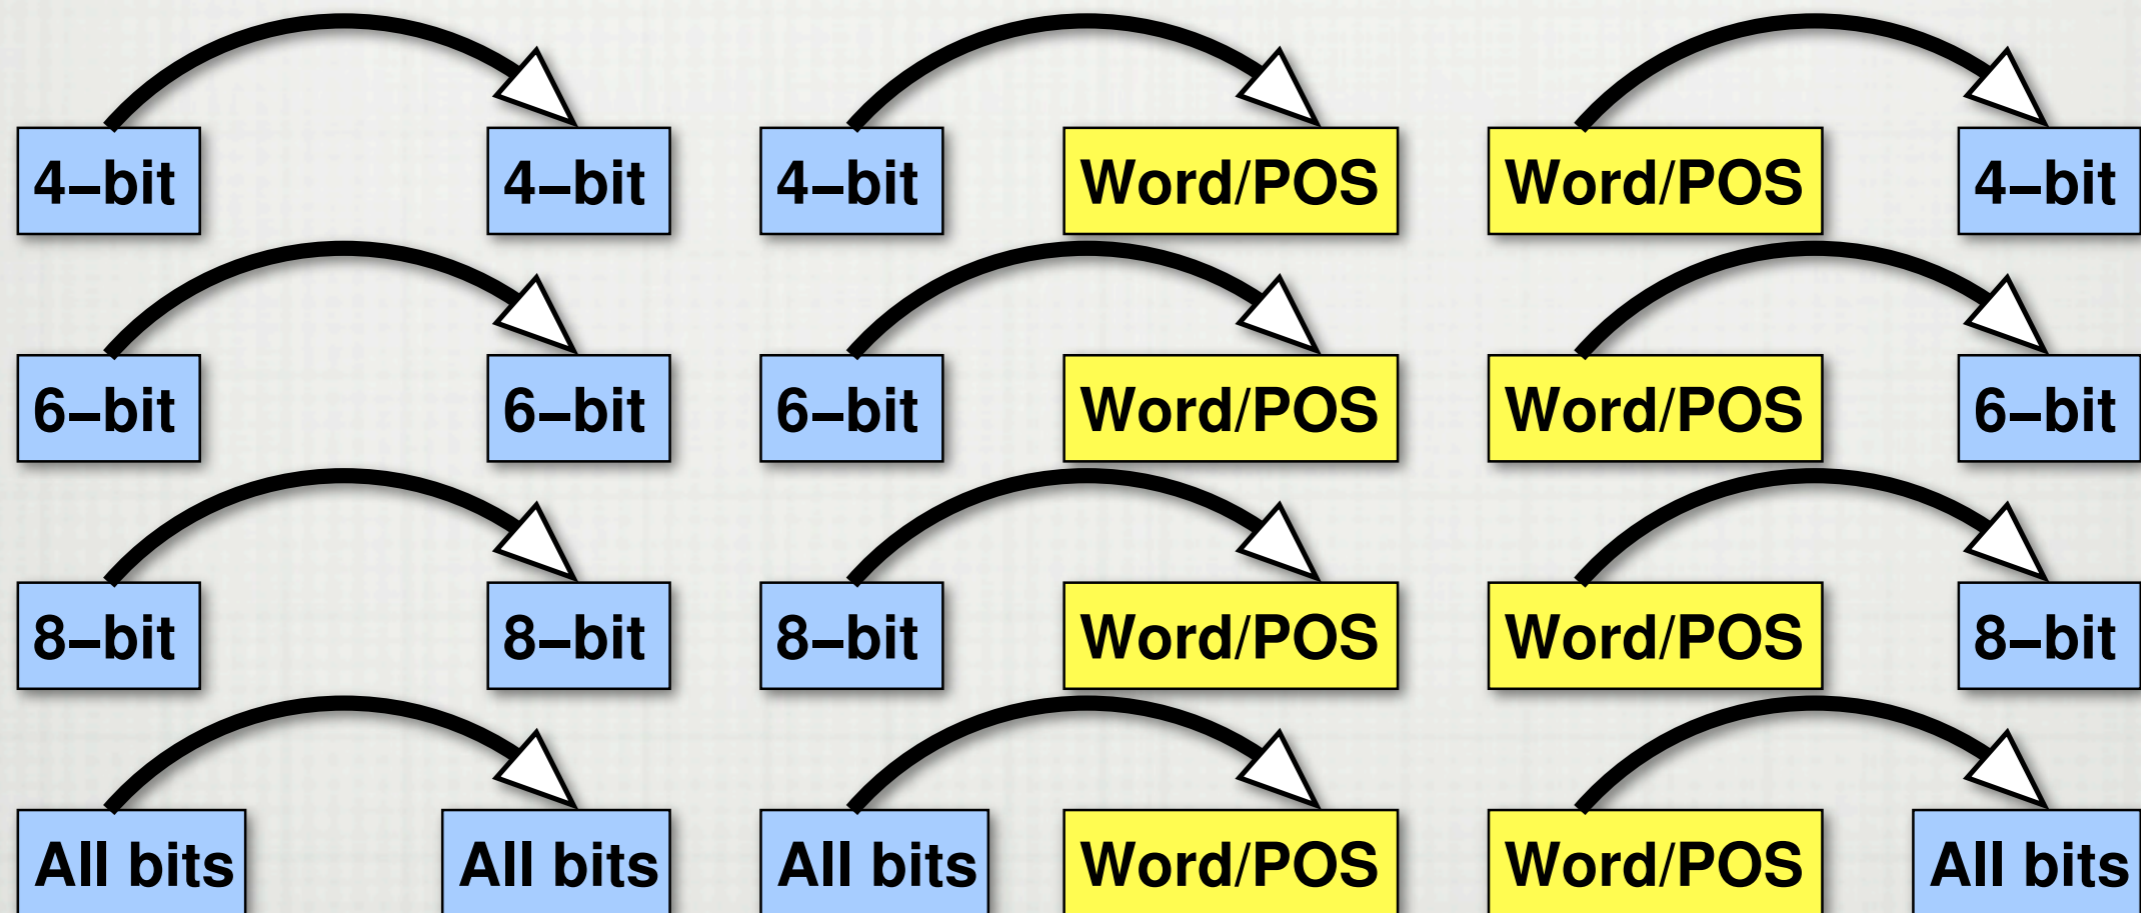 4–bit 4–bit 4–bit Word/POS Word/POS 4–bit
6–bit 6–bit 6–bit Word/POS Word/POS 6–bit
8–bit 8–bit 8–bit Word/POS Word/POS 8–bit
All bits All bits All bits Word/POS Word/POS All bits